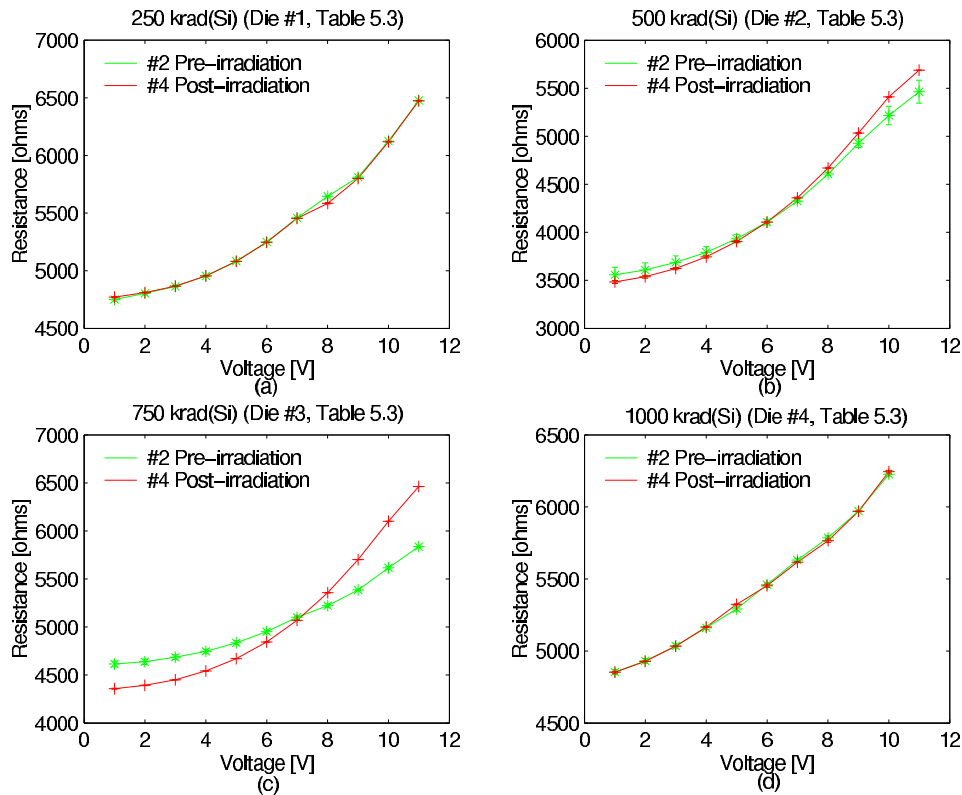 250 krad(Si) (Die #1, Table 5.3)
7000
6500
6000
5500
5000
4500
Resistance [ohms]
#2 Pre−irradiation
#4 Post−irradiation
0 2 4 6 8 10 12
Voltage [V]
(a)
500 krad(Si) (Die #2, Table 5.3)
6000
5500
5000
4500
4000
3500
3000
Resistance [ohms]
#2 Pre−irradiation
#4 Post−irradiation
0 2 4 6 8 10 12
Voltage [V]
(b)
750 krad(Si) (Die #3, Table 5.3)
7000
6500
6000
5500
5000
4500
4000
Resistance [ohms]
#2 Pre−irradiation
#4 Post−irradiation
0 2 4 6 8 10 12
Voltage [V]
(c)
1000 krad(Si) (Die #4, Table 5.3)
6500
6000
5500
5000
4500
Resistance [ohms]
#2 Pre−irradiation
#4 Post−irradiation
0 2 4 6 8 10 12
Voltage [V]
(d)